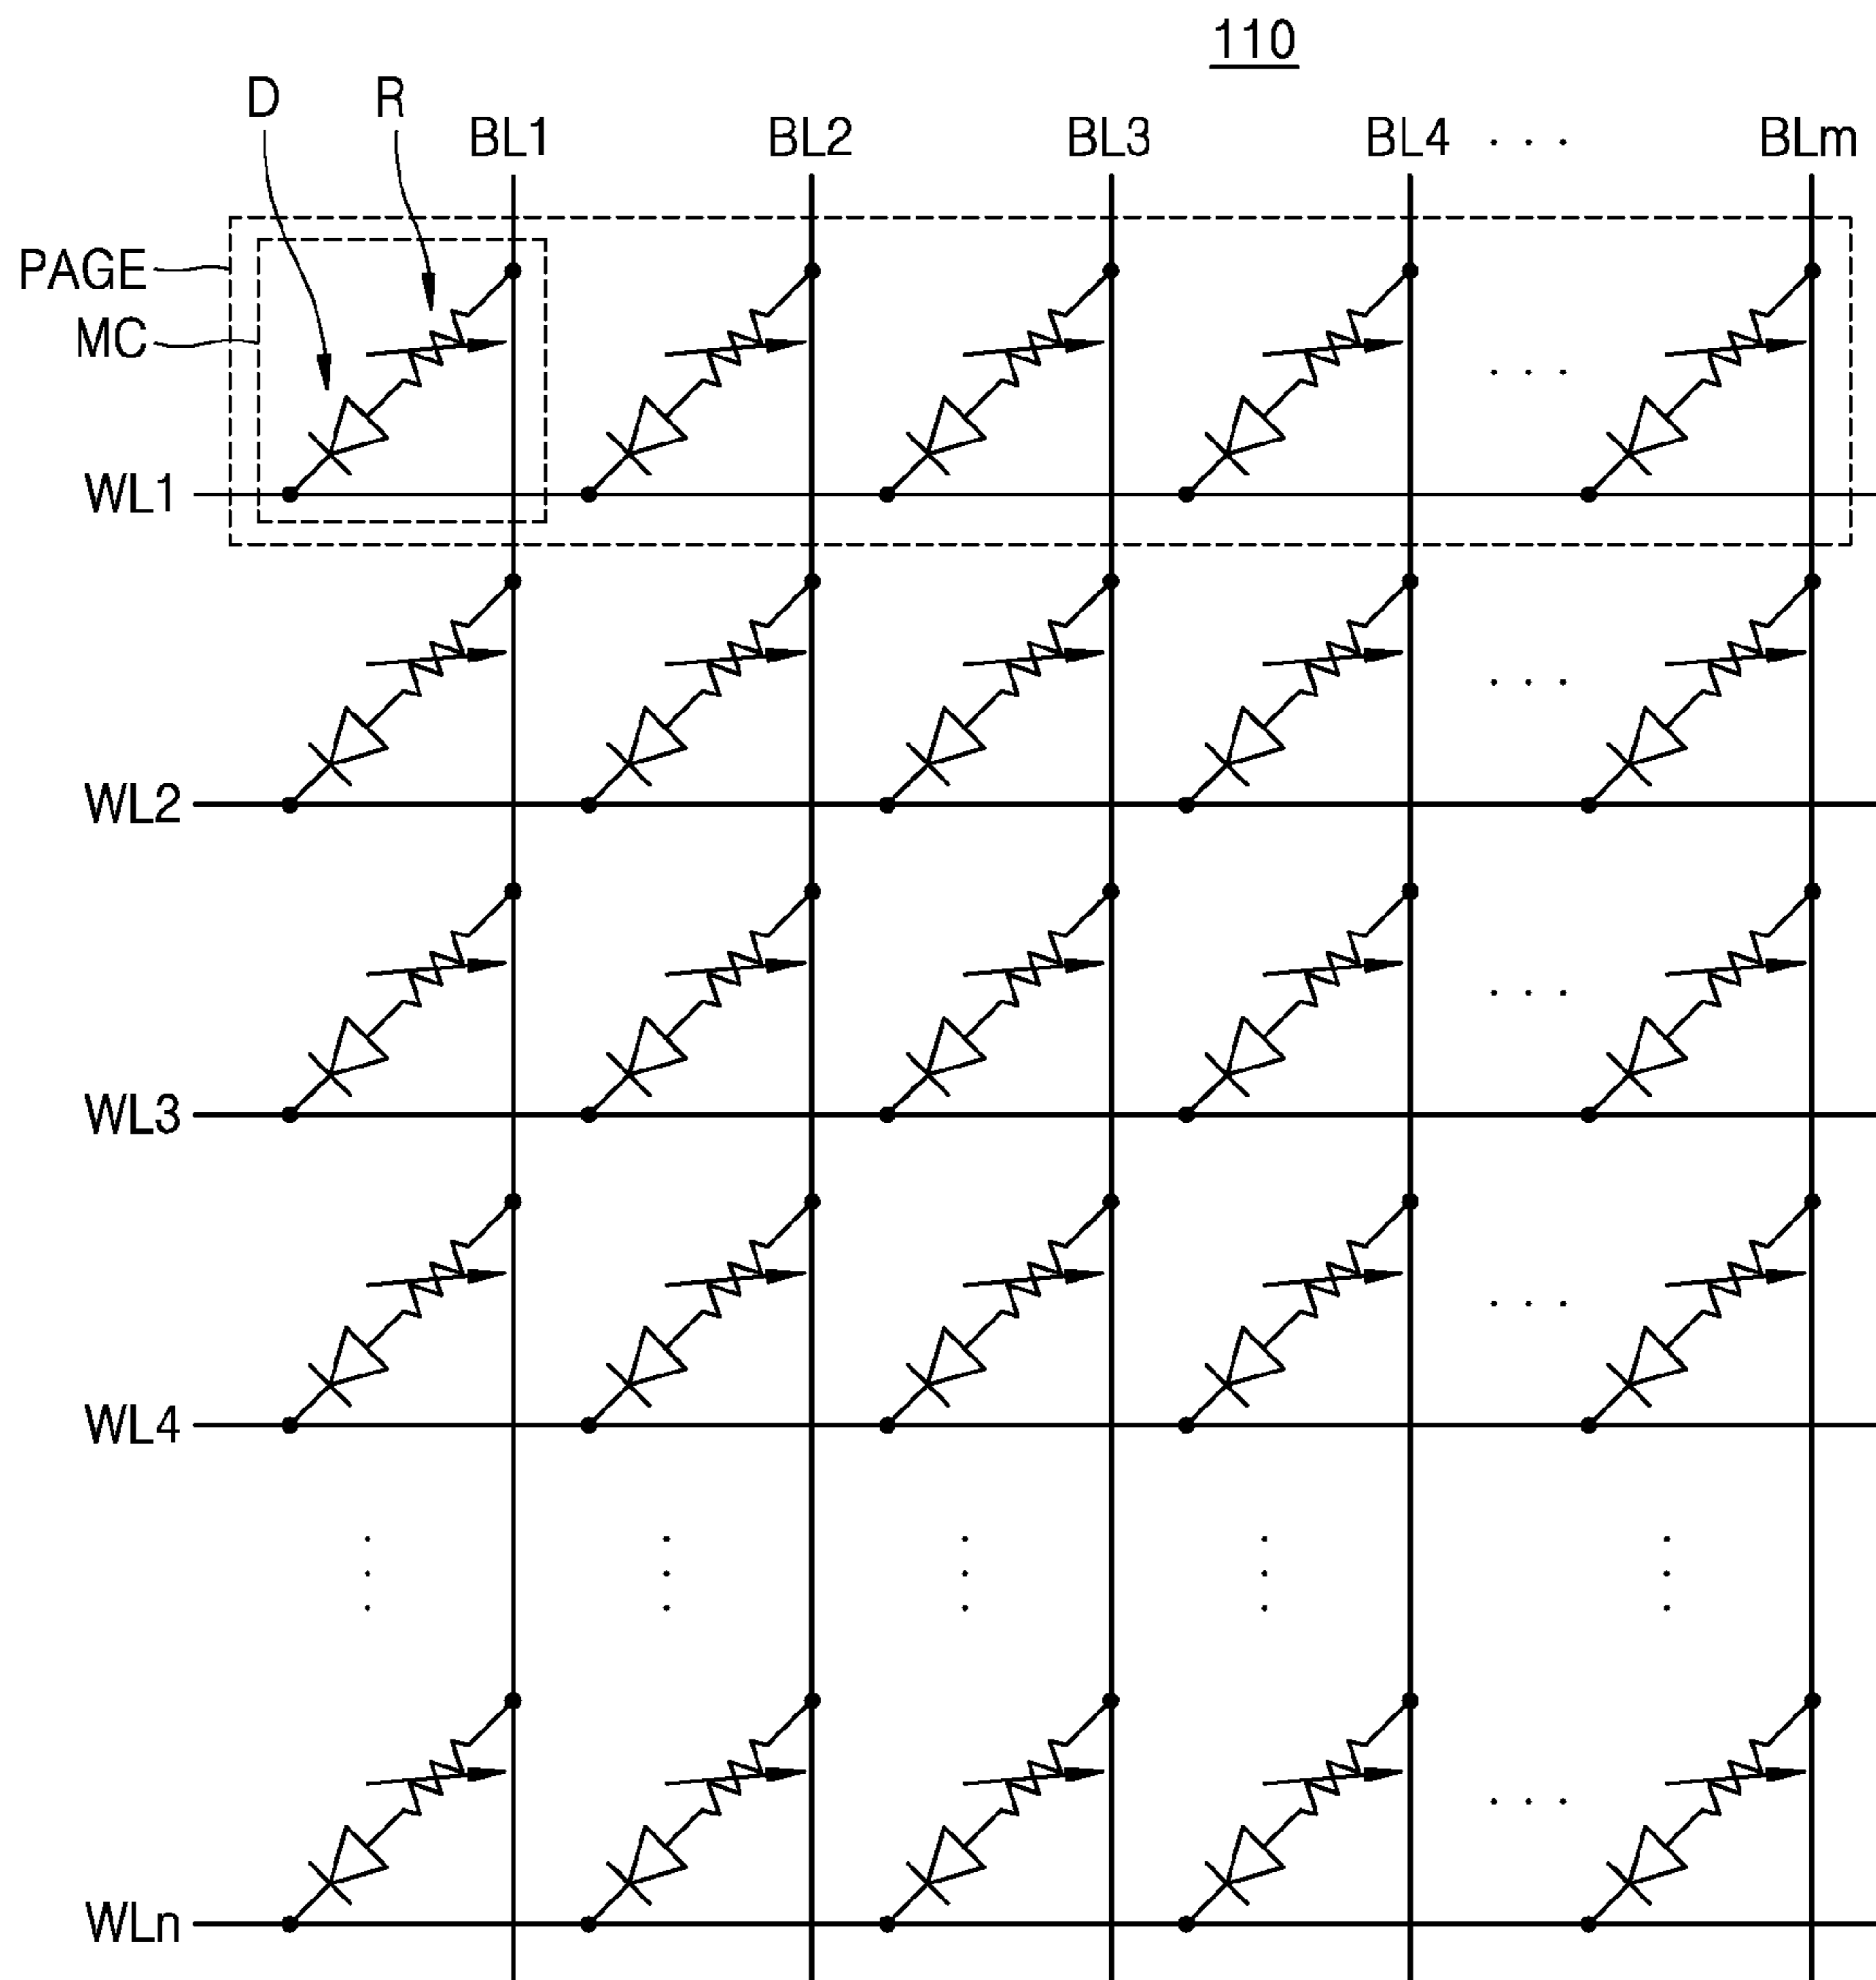 110
D R BL1 BL2 BL3 BL4 · · · BLm
PAGE
MC
WL1
WL2
WL3
WL4
WLn